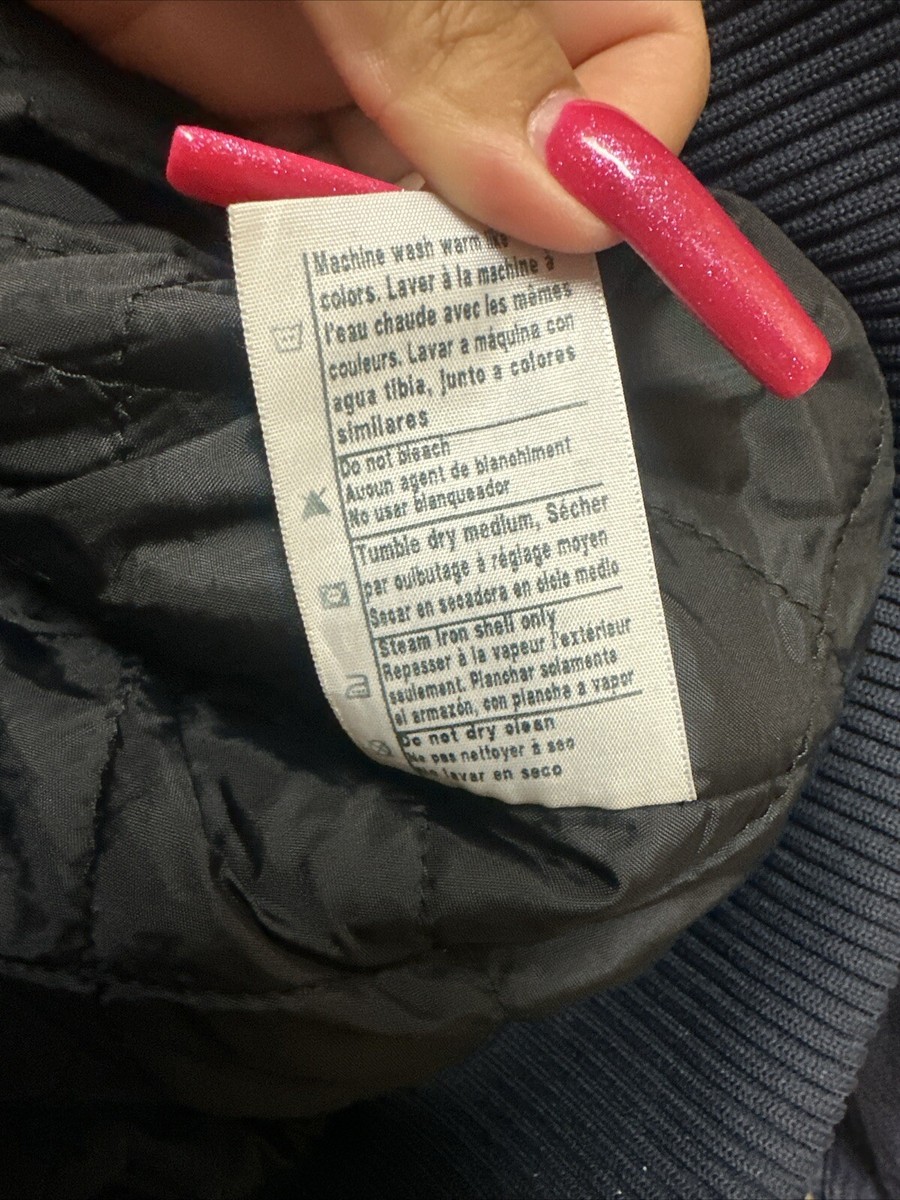 Machine wash warm like
colors. Laver à la machine à
l'eau chaude avec les mêmes
couleurs. Lavar a máquina con
agua tibia, junto a colores
similares
Do not bleach
Aucun agent de blanchiment
No usar blanqueador
Tumble dry medium, Sécher
par culbutage à réglage moyen
Secar en secadora en ciclo medio
Steam iron shell only
Repasser à la vapeur l'extérieur
seulement. Planchar solamente
el armazón, con plancha a vapor
Do not dry clean
Ne pas nettoyer à sec
No lavar en seco